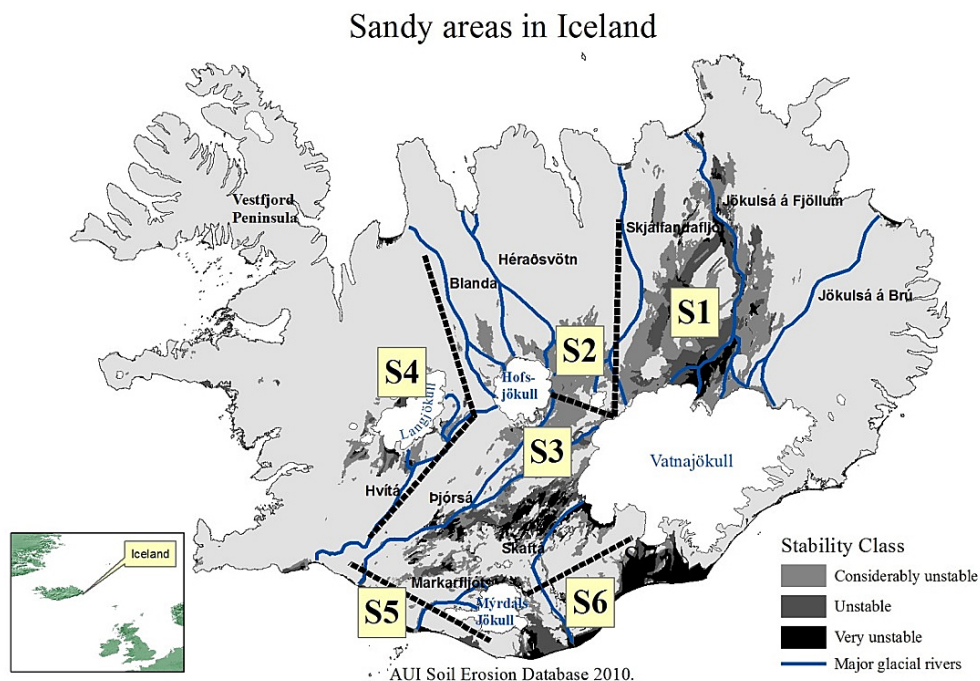 Sandy areas in Iceland
Vestfjord
Peninsula
Jökulsá á Fjöllum
Skjálfandafljót
Héraðsvötn
Blanda
Jökulsá á Brú
S1
S2
S4
Hofs-
jökull
Langjökull
S3
Vatnajökull
Hvítá
Þjórsá
Skaftá
Markarfljót
S5
Mýrdals
Jökull
S6
Iceland
Stability Class
Considerably unstable
Unstable
Very unstable
Major glacial rivers
AUI Soil Erosion Database 2010.